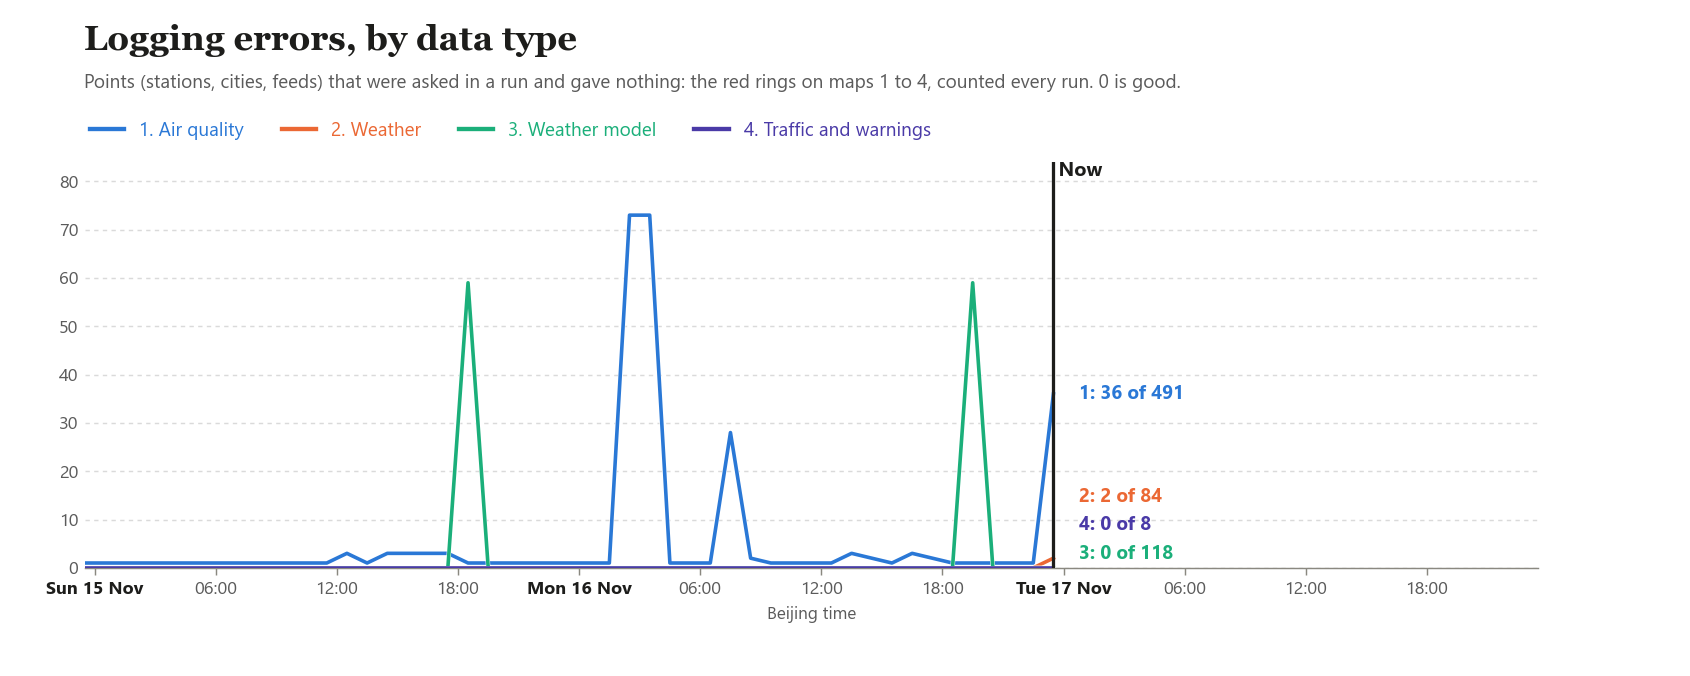 Logging errors, by data type
Points (stations, cities, feeds) that were asked in a run and gave nothing: the red rings on maps 1 to 4, counted every run. 0 is good.
1. Air quality 2. Weather 3. Weather model 4. Traffic and warnings
Now
80
70
60
50
40
30
20
10
0
1: 36 of 491
2: 2 of 84
4: 0 of 8
3: 0 of 118
Sun 15 Nov 06:00 12:00 18:00 Mon 16 Nov 06:00 12:00 18:00 Tue 17 Nov 06:00 12:00 18:00
Beijing time